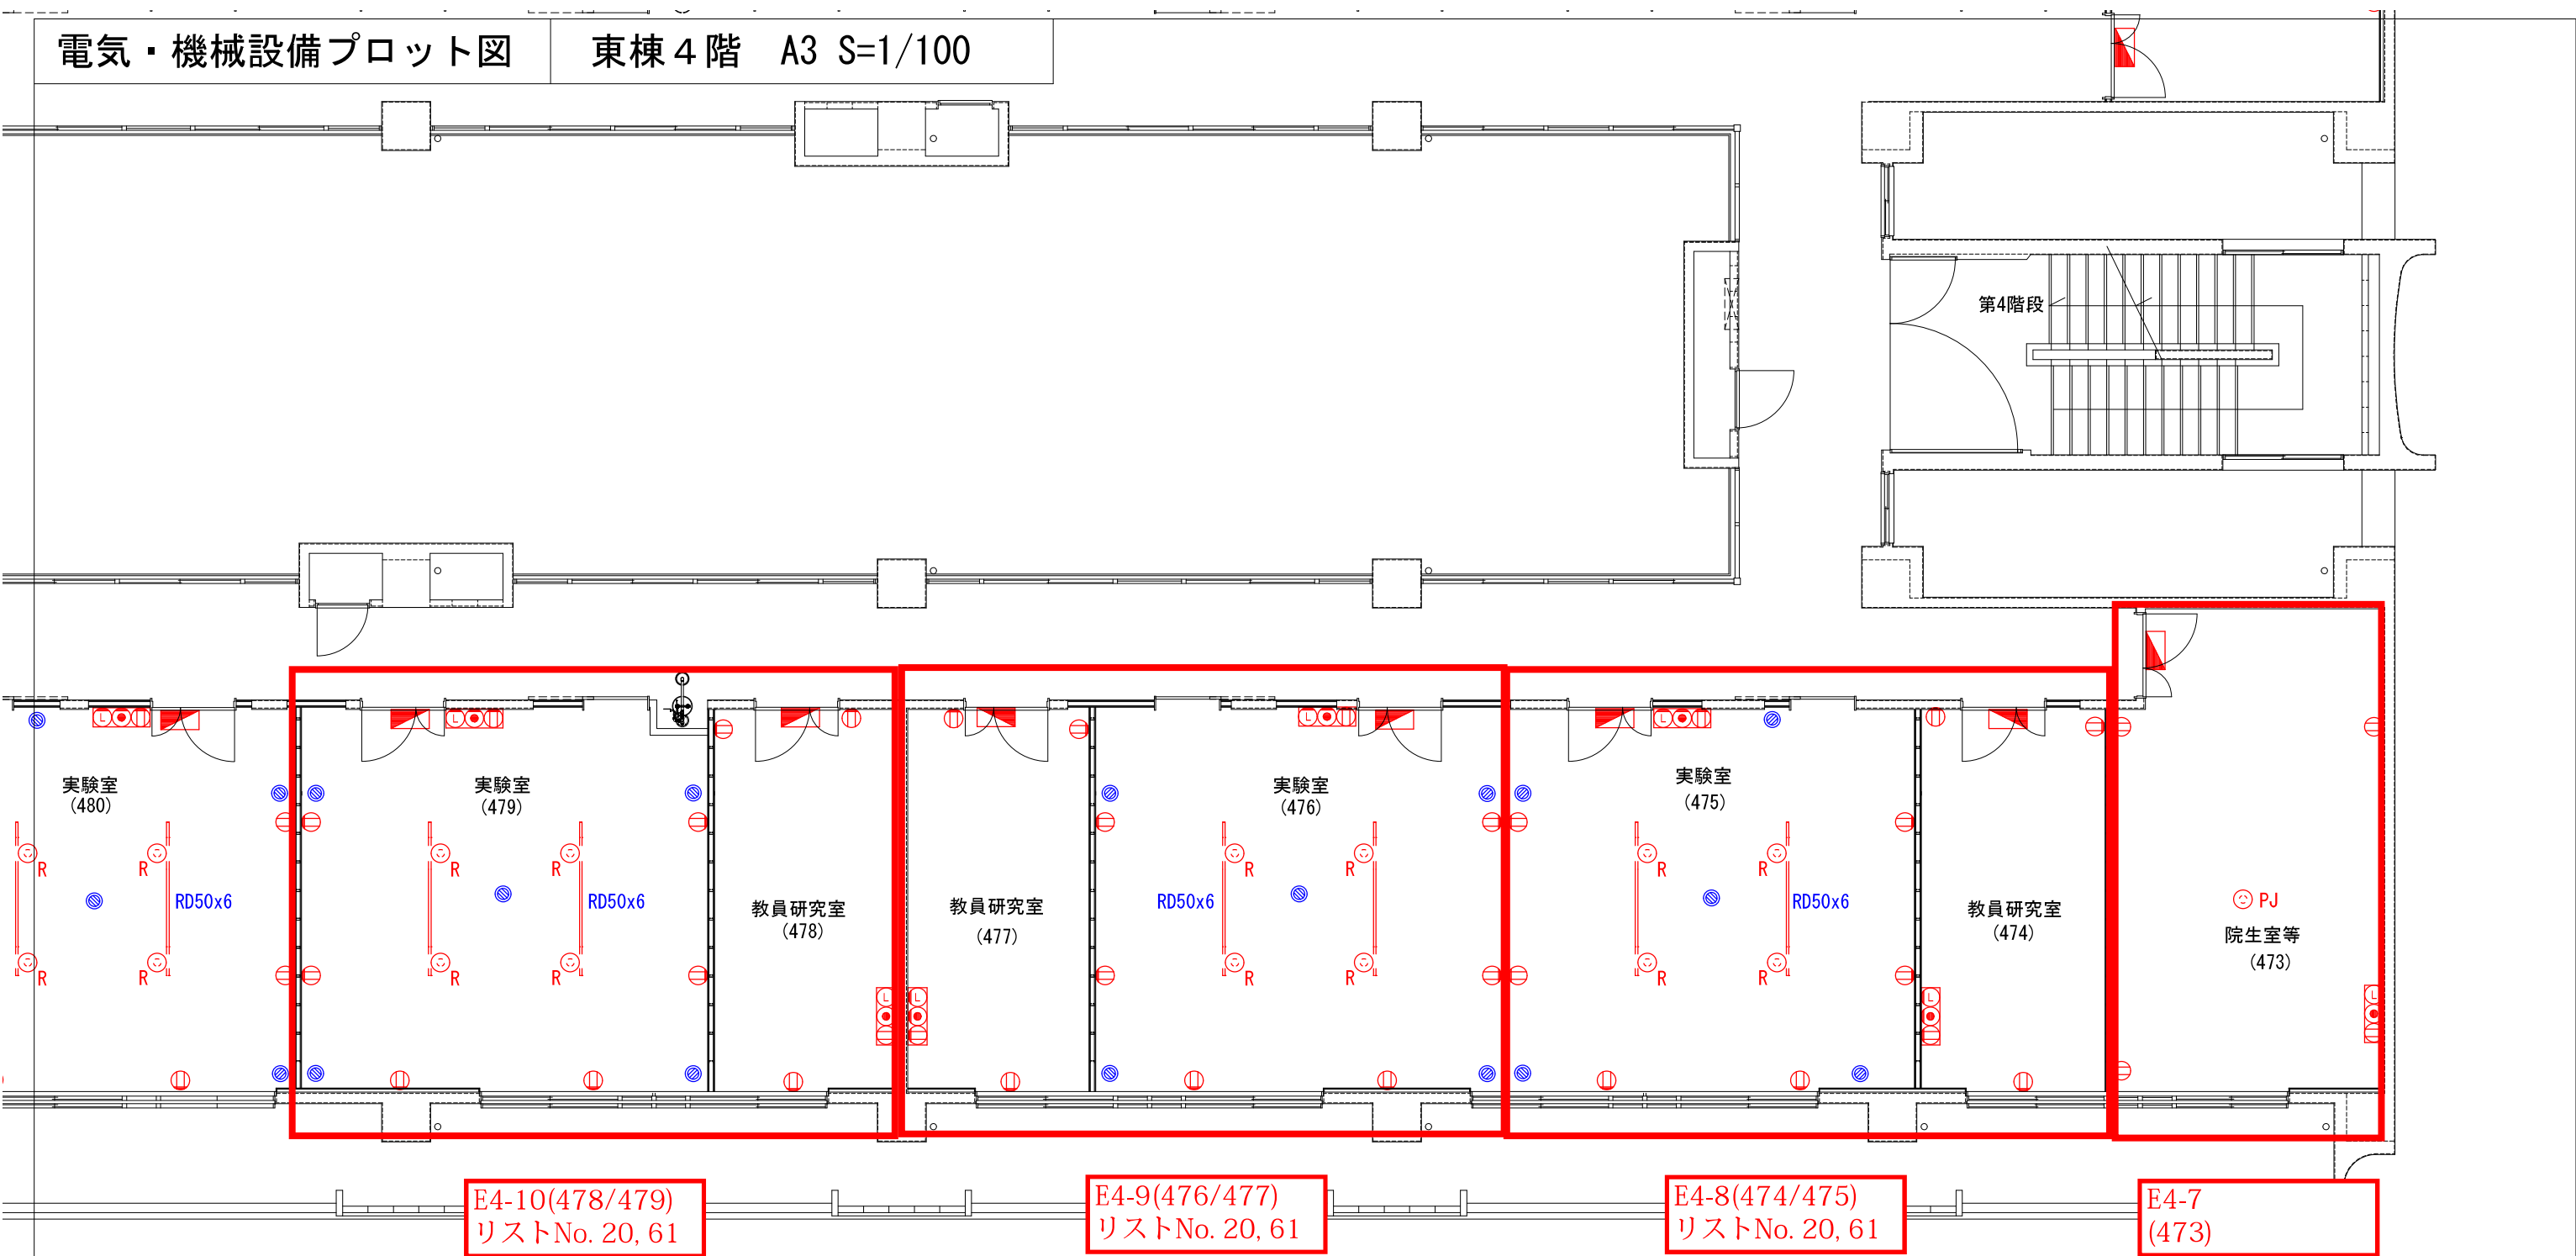 電気・機械設備プロット図
東棟４階　A3 S=1/100
第4階段
L
L
L
L
実験室
(480)
実験室
(479)
実験室
(476)
実験室
(475)
R
R
R
R
R
R
R
R
RD50x6
RD50x6
RD50x6
RD50x6
教員研究室
(478)
教員研究室
(477)
教員研究室
(474)
PJ
院生室等
(473)
R
R
R
R
R
R
R
R
L
L
L
L
E4-10(478/479)
リストNo. 20, 61
E4-9(476/477)
リストNo. 20, 61
E4-8(474/475)
リストNo. 20, 61
E4-7
(473)